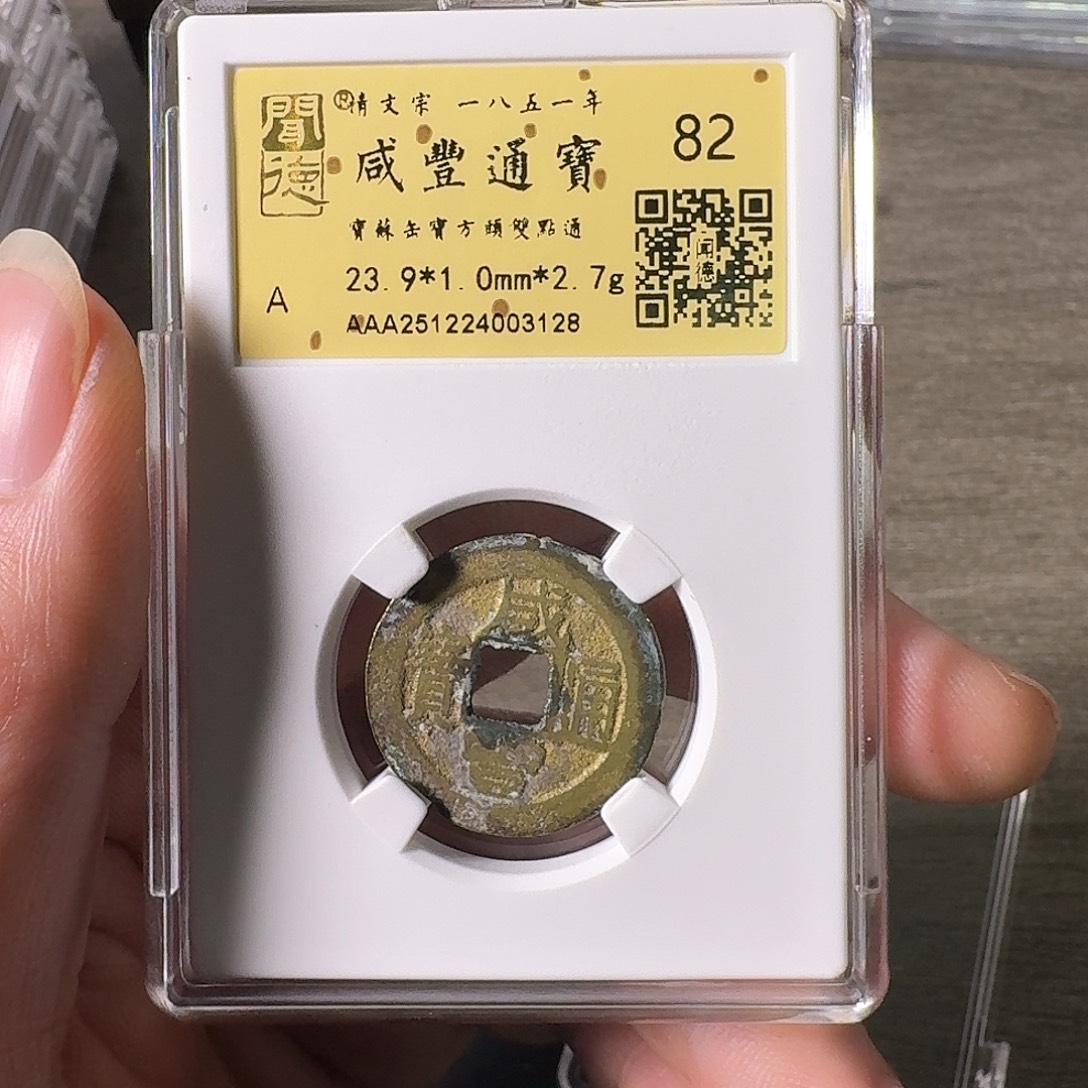 聞德
®清文宗 一八五一年
咸豐通寶
82
寶蘇缶寶方頭雙點通
闻德
23.9*1.0mm*2.7g
A
AAA251224003128
咸
寶 通